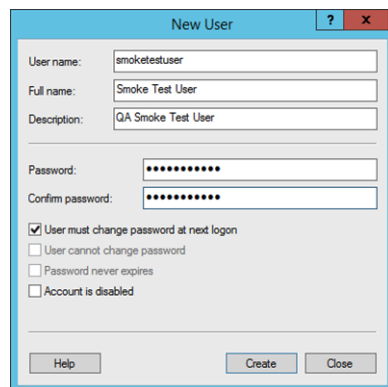 New User
? x
User name: smoketestuser
Full name: Smoke Test User
Description: QA Smoke Test User
Password: •••••••••••
Confirm password: •••••••••••
User must change password at next logon
User cannot change password
Password never expires
Account is disabled
Help Create Close